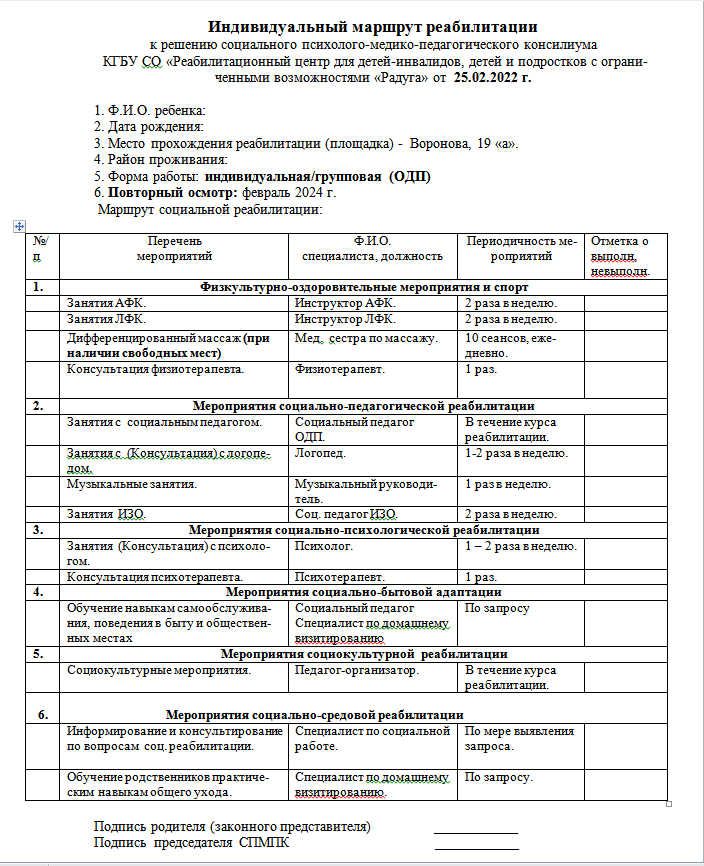 Индивидуальный маршрут реабилитации
к решению социального психолого-медико-педагогического консилиума
КГБУ СО «Реабилитационный центр для детей-инвалидов, детей и подростков с ограни-
ченными возможностями «Радуга» от 25.02.2022 г.
1. Ф.И.О. ребенка:
2. Дата рождения:
3. Место прохождения реабилитации (площадка) - Воронова, 19 «а».
4. Район проживания:
5. Форма работы: индивидуальная/групповая (ОДП)
6. Повторный осмотр: февраль 2024 г.
Маршрут социальной реабилитации:
№/ Перечень Ф.И.О. Периодичность ме- Отметка о
п мероприятий специалиста, должность роприятий выполн,
невыполн.
1. Физкультурно-оздоровительные мероприятия и спорт
Занятия АФК. Инструктор АФК. 2 раза в неделю.
Занятия ЛФК. Инструктор ЛФК. 2 раза в неделю.
Дифференцированный массаж (при Мед, сестра по массажу. 10 сеансов, еже-
наличии свободных мест) дневно.
Консультация физиотерапевта. Физиотерапевт. 1 раз.
2. Мероприятия социально-педагогической реабилитации
Занятия с социальным педагогом. Социальный педагог В течение курса
ОДП. реабилитации.
Занятия с (Консультация) с логопе- Логопед. 1-2 раза в неделю.
дом.
Музыкальные занятия. Музыкальный руководи- 1 раз в неделю.
тель.
Занятия ИЗО. Соц. педагог ИЗО. 2 раза в неделю.
3. Мероприятия социально-психологической реабилитации
Занятия (Консультация) с психоло- Психолог. 1 – 2 раза в неделю.
гом.
Консультация психотерапевта. Психотерапевт. 1 раз.
4. Мероприятия социально-бытовой адаптации
Обучение навыкам самообслужива- Социальный педагог По запросу
ния, поведения в быту и обществен- Специалист по домашнему
ных местах визитированию
5. Мероприятия социокультурной реабилитации
Социокультурные мероприятия. Педагог-организатор. В течение курса
реабилитации.
6. Мероприятия социально-средовой реабилитации
Информирование и консультирование Специалист по социальной По мере выявления
по вопросам соц. реабилитации. работе. запроса.
Обучение родственников практиче- Специалист по домашнему По запросу.
ским навыкам общего ухода. визитированию.
Подпись родителя (законного представителя) ____________
Подпись председателя СПМПК ____________